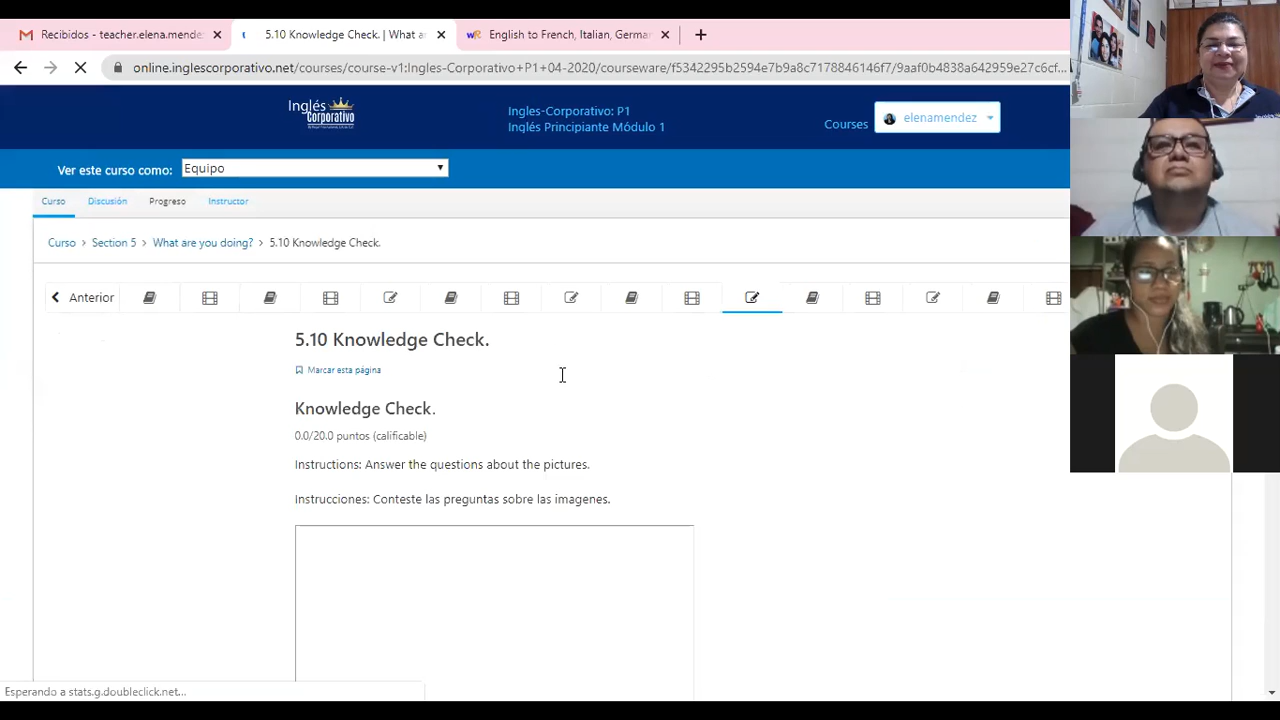 Recibidos - teacher.elena.mende
5.10 Knowledge Check. | What a
English to French, Italian, Germa
online.inglescorporativo.net/courses/course-v1:Ingles-Corporativo+P1+04-2020/courseware/f5342295b2594e7b9a8c7178846146f7/9aaf0b4838a642959e27c6cf...
Inglés
Corporativo
Ingles-Corporativo: P1
Inglés Principiante Módulo 1
Courses
elenamendez
Ver este curso como:
Equipo
Curso
Discusión
Progreso
Instructor
Curso > Section 5 > What are you doing? > 5.10 Knowledge Check.
Anterior
5.10 Knowledge Check.
Marcar esta página
Knowledge Check.
0.0/20.0 puntos (calificable)
Instructions: Answer the questions about the pictures.
Instrucciones: Conteste las preguntas sobre las imagenes.
Esperando a stats.g.doubleclick.net...